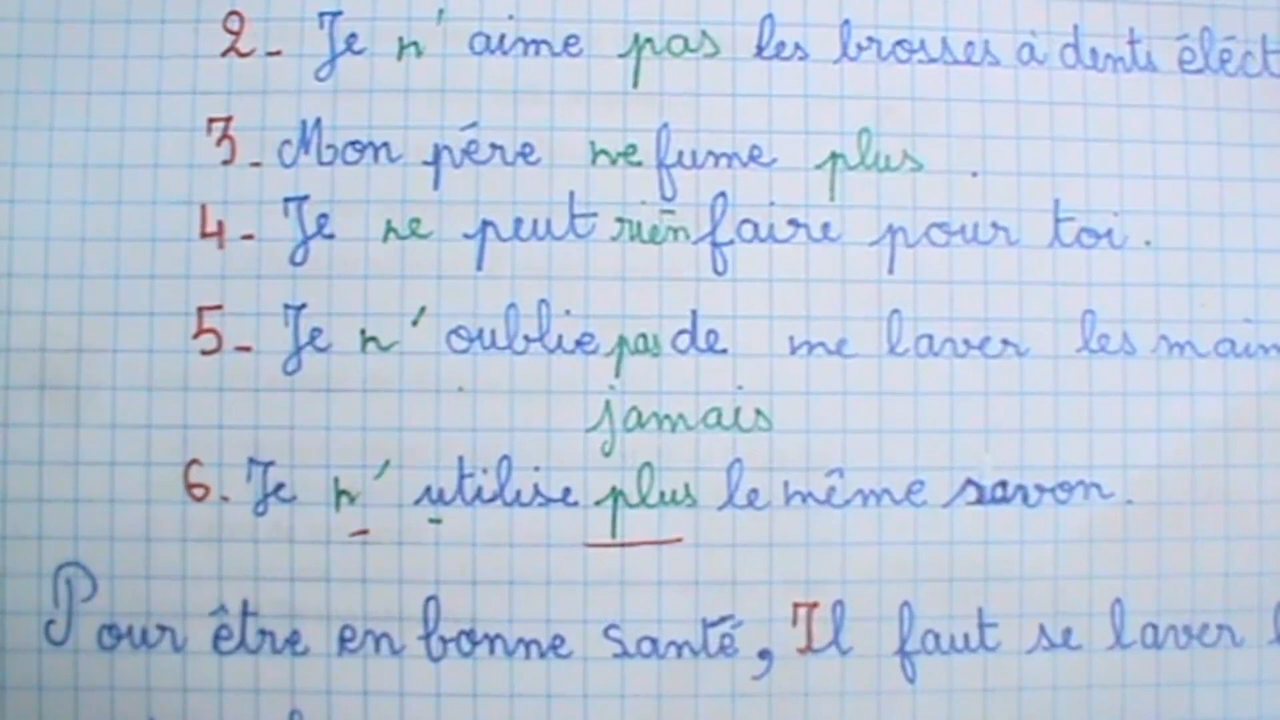 2- Je n' aime pas les brosses à dents éléct
3- Mon pére ne fume plus .
4- Je ne peut rien faire pour toi.
5- Je n' oublie pas de me laver les main
jamais
6. Je n' utilise plus le même savon.
Pour être en bonne santé, Il faut se laver